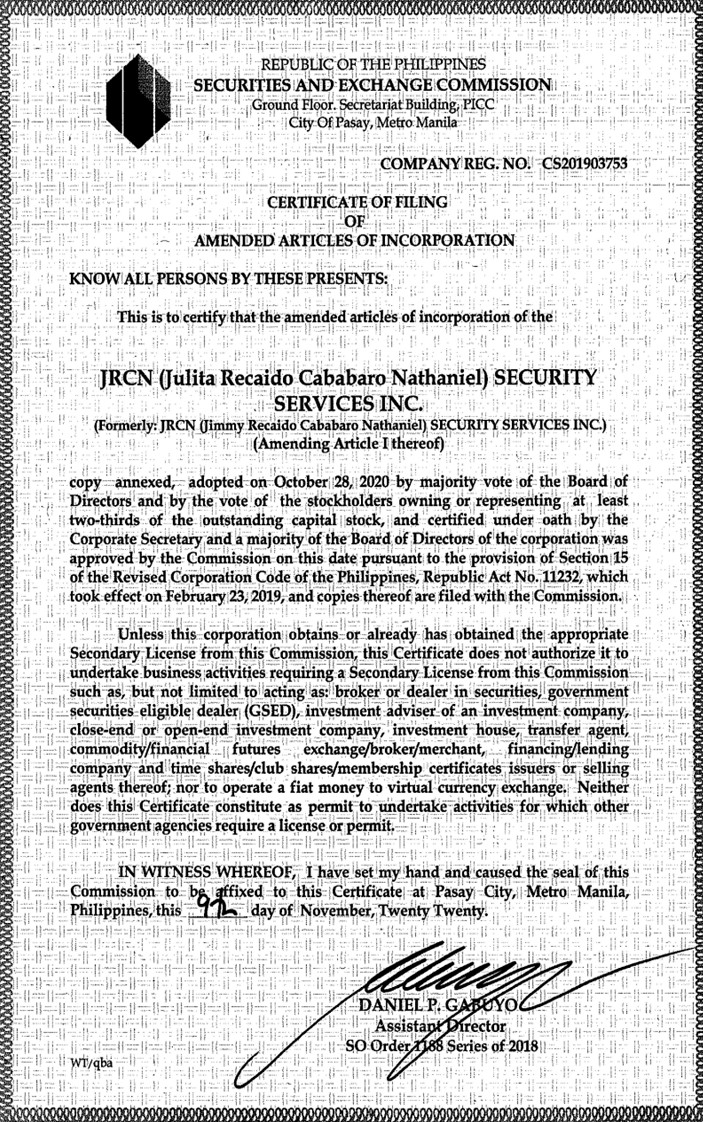 REPUBLIC OF THE PHILIPPINES
SECURITIES AND EXCHANGE COMMISSION
Ground Floor. Secretariat Building, PICC
City Of Pasay, Metro Manila
COMPANY REG. NO. CS201903753
CERTIFICATE OF FILING
OF
AMENDED ARTICLES OF INCORPORATION
KNOW ALL PERSONS BY THESE PRESENTS:
This is to certify that the amended articles of incorporation of the
JRCN (Julita Recaido Cababaro Nathaniel) SECURITY
SERVICES INC.
(Formerly: JRCN (Jimmy Recaido Cababaro Nathaniel) SECURITY SERVICES INC.)
(Amending Article I thereof)
copy annexed, adopted on October 28, 2020 by majority vote of the Board of
Directors and by the vote of the stockholders owning or representing at least
two-thirds of the outstanding capital stock, and certified under oath by the
Corporate Secretary and a majority of the Board of Directors of the corporation was
approved by the Commission on this date pursuant to the provision of Section 15
of the Revised Corporation Code of the Philippines, Republic Act No. 11232, which
took effect on February 23, 2019, and copies thereof are filed with the Commission.
Unless this corporation obtains or already has obtained the appropriate
Secondary License from this Commission, this Certificate does not authorize it to
undertake business activities requiring a Secondary License from this Commission
such as, but not limited to acting as: broker or dealer in securities, government
securities eligible dealer (GSED), investment adviser of an investment company,
close-end or open-end investment company, investment house, transfer agent,
commodity/financial futures exchange/broker/merchant, financing/lending
company and time shares/club shares/membership certificates issuers or selling
agents thereof; nor to operate a fiat money to virtual currency exchange. Neither
does this Certificate constitute as permit to undertake activities for which other
government agencies require a license or permit.
IN WITNESS WHEREOF, I have set my hand and caused the seal of this
Commission to be affixed to this Certificate at Pasay City, Metro Manila,
Philippines, this 9th day of November, Twenty Twenty.
DANIEL P. GABUYO
Assistant Director
SO Order 1188 Series of 2018
WT/qba